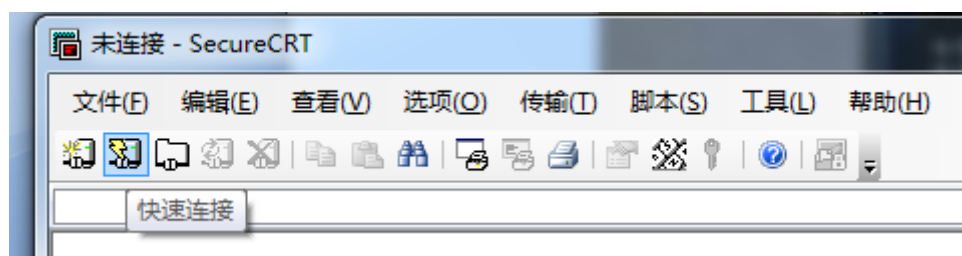 未连接 - SecureCRT
文件(F) 编辑(E) 查看(V) 选项(O) 传输(T) 脚本(S) 工具(L) 帮助(H)
快速连接